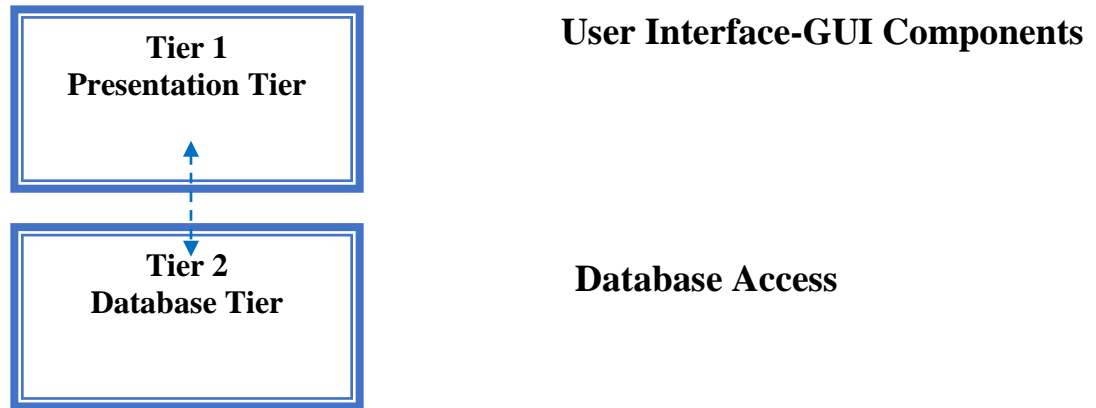 Tier 1
Presentation Tier
User Interface-GUI Components
Tier 2
Database Tier
Database Access